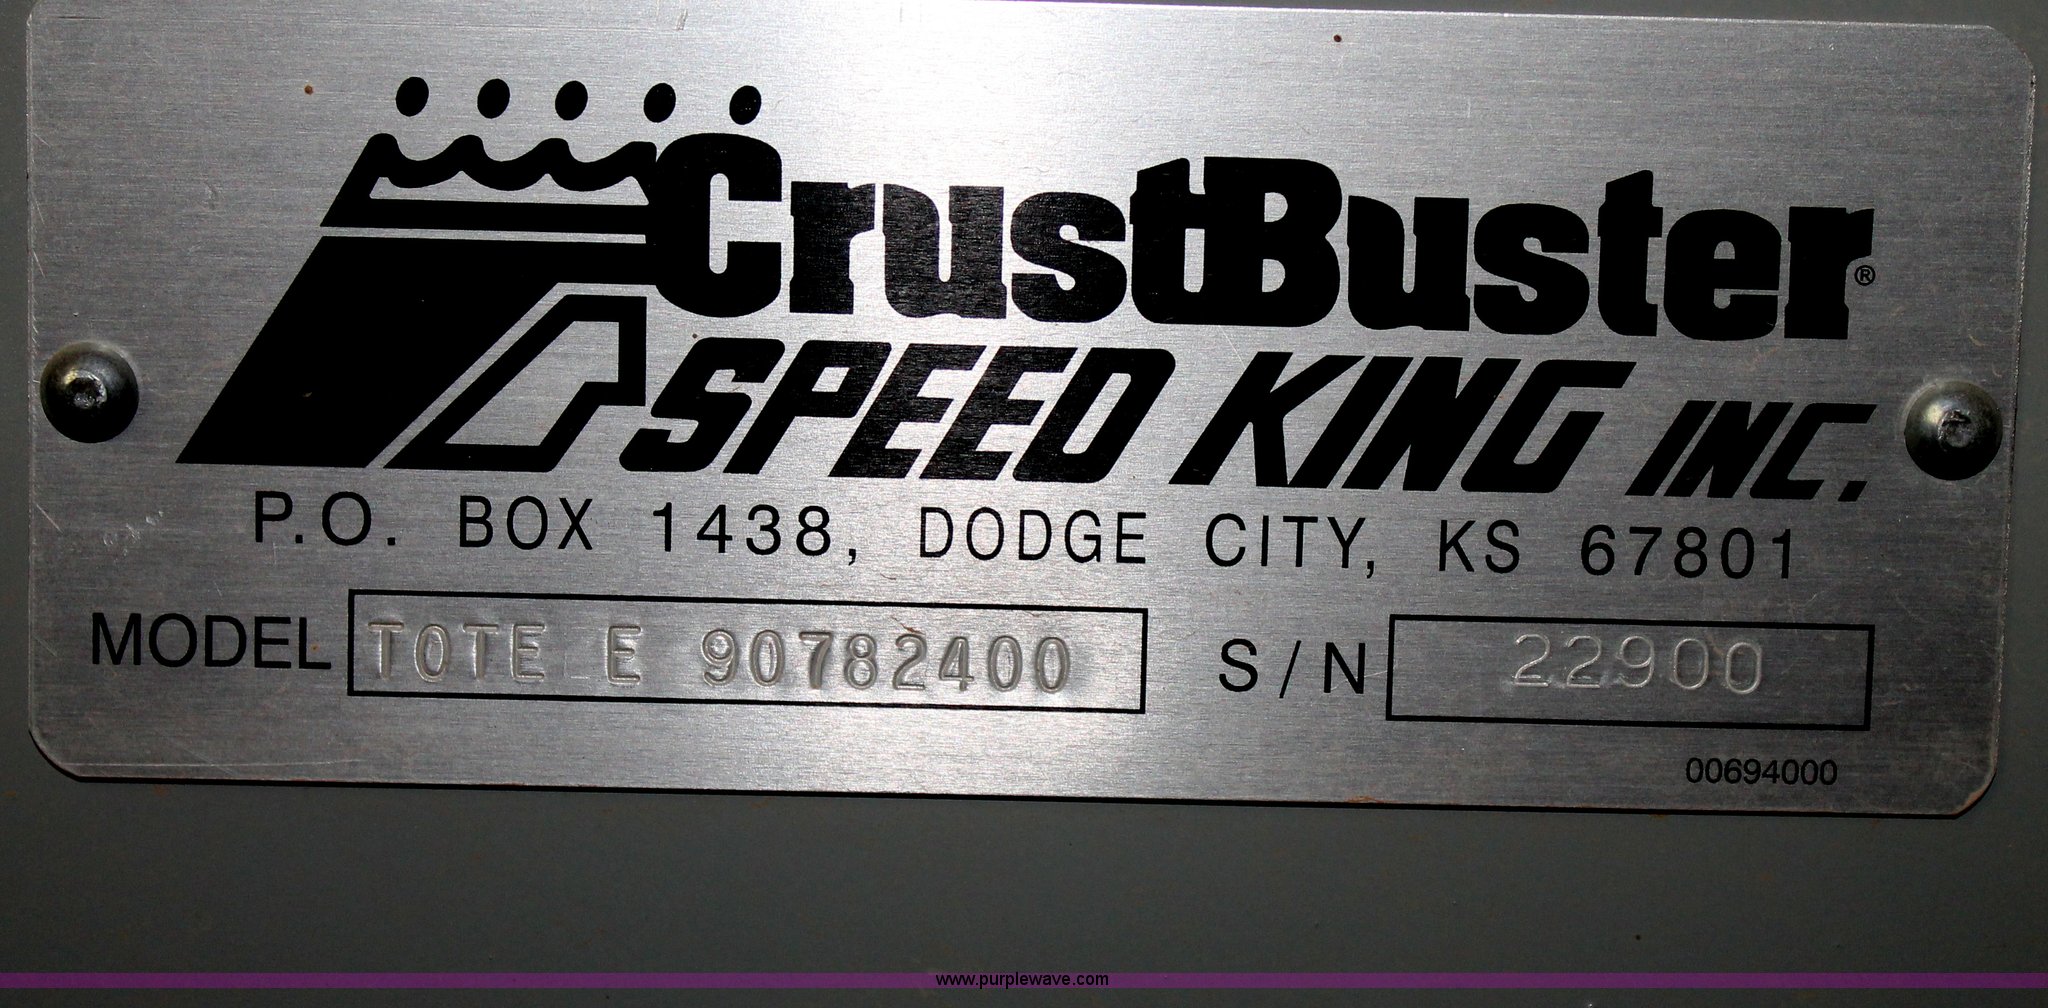 CrustBuster®
SPEED KING INC.
P.O. BOX 1438, DODGE CITY, KS 67801
MODEL TOTE E 90782400 S/N 22900
00694000
www.purplewave.com